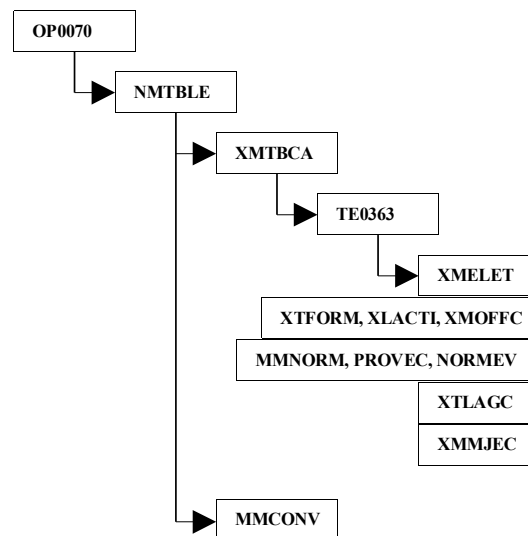 OP0070
NMTBLE
XMTBCA
TE0363
XMELET
XTFORM, XLACTI, XMOFFC
MMNORM, PROVEC, NORMEV
XTLAGC
XMMJEC
MMCONV